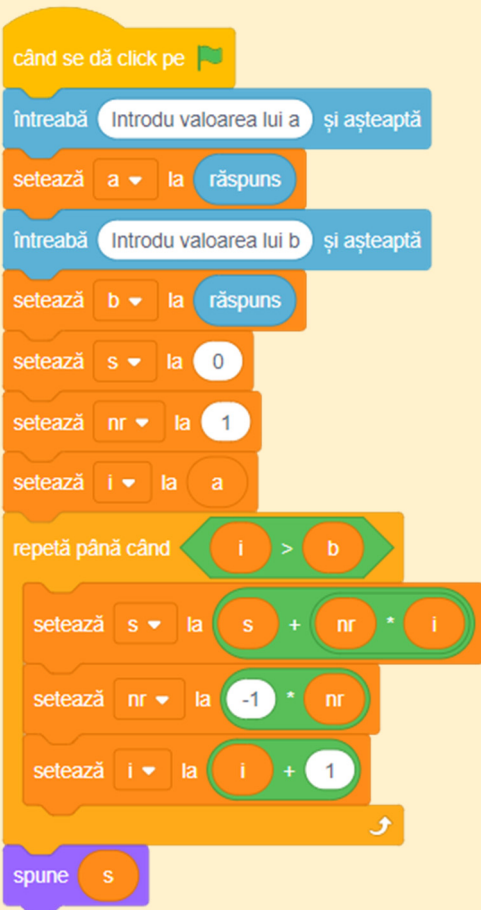 când se dă click pe
întreabă Introdu valoarea lui a și așteaptă
setează a la răspuns
întreabă Introdu valoarea lui b și așteaptă
setează b la răspuns
setează s la 0
setează nr la 1
setează i la a
repetă până când i > b
setează s la s + nr * i
setează nr la -1 * nr
setează i la i + 1
spune s